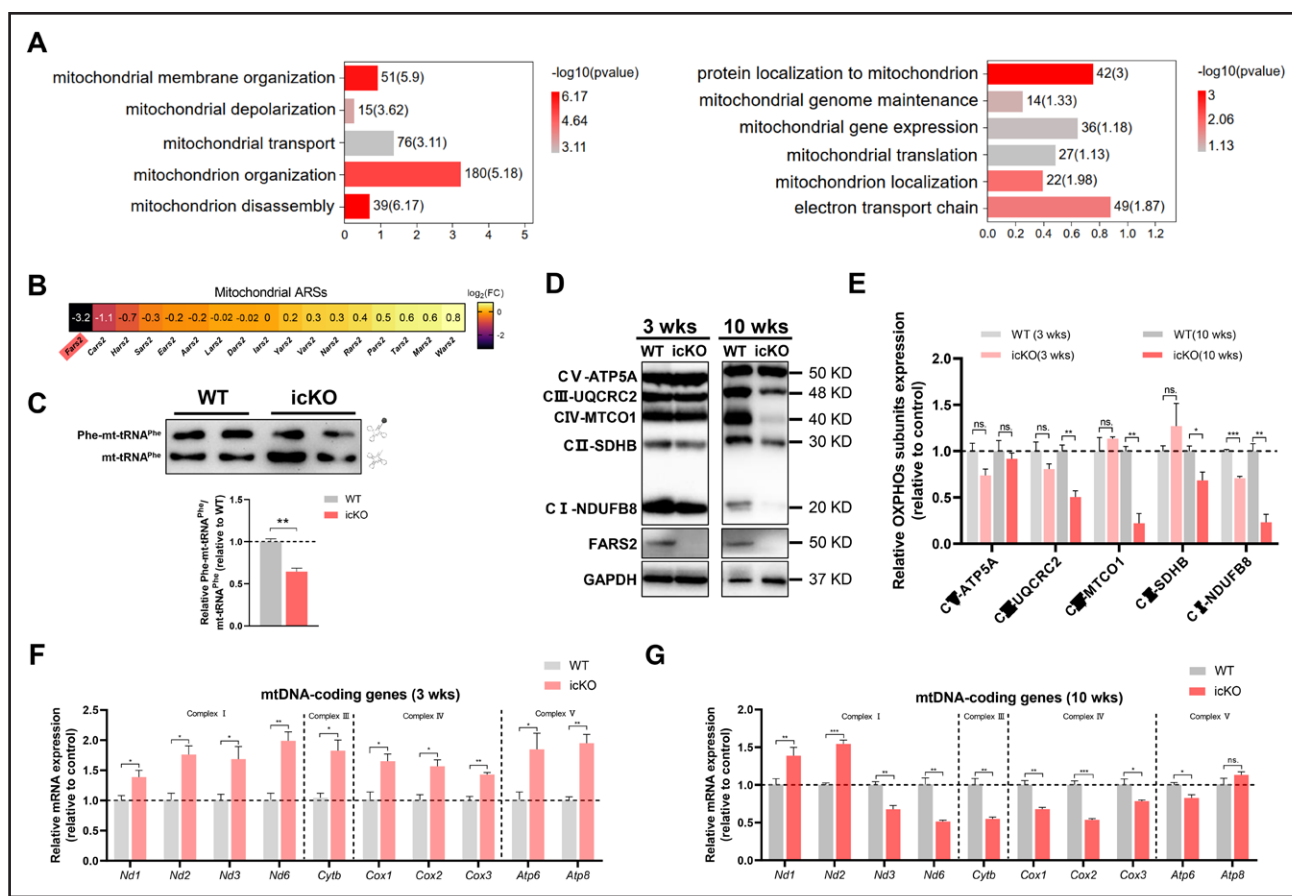 A
mitochondrial membrane organization
51(5.9)
mitochondrial depolarization
15(3.62)
mitochondrial transport
76(3.11)
mitochondrion organization
180(5.18)
mitochondrion disassembly
39(6.17)
0 1 2 3 4 5
-log10(pvalue)
6.17
4.64
3.11
protein localization to mitochondrion
42(3)
mitochondrial genome maintenance
14(1.33)
mitochondrial gene expression
36(1.18)
mitochondrial translation
27(1.13)
mitochondrion localization
22(1.98)
electron transport chain
49(1.87)
0.0 0.2 0.4 0.6 0.8 1.0 1.2
-log10(pvalue)
3
2.06
1.13
B
Mitochondrial ARSs
-3.2 -1.1 -0.7 -0.3 -0.2 -0.2 -0.02 -0.02 0 0.2 0.3 0.3 0.4 0.5 0.6 0.6 0.8
Fars2 Cars2 Hars2 Sars2 Ears2 Aars2 Lars2 Dars2 Iars2 Yars2 Vars2 Nars2 Rars2 Pars2 Tars2 Mars2 Wars2
log2(FC)
0
-2
C
WT icKO
Phe-mt-tRNAPhe
mt-tRNAPhe
Relative Phe-mt-tRNAPhe/
mt-tRNAPhe (relative to WT)
1.5
1.0
0.5
0.0
**
WT
icKO
D
3 wks 10 wks
WT icKO WT icKO
CⅤ-ATP5A
50 KD
CⅢ-UQCRC2
48 KD
CⅣ-MTCO1
40 KD
CⅡ-SDHB
30 KD
CⅠ-NDUFB8
20 KD
FARS2
50 KD
GAPDH
37 KD
E
WT (3 wks)
WT(10 wks)
icKO(3 wks)
icKO(10 wks)
Relative OXPHOs subunits expression
(relative to control)
2.0
1.5
1.0
0.5
0.0
ns. ns. ns. ** ns. ** ns. * *** **
-ATP5A
UQCRC2
-MTCO1
-SDHB
-NDUFB8
F
WT
icKO
mtDNA-coding genes (3 wks)
Complex Ⅰ Complex Ⅲ Complex Ⅳ Complex Ⅴ
Relative mRNA expression
(relative to control)
2.5
2.0
1.5
1.0
0.5
0.0
* * * ** * * * ** * **
Nd1 Nd2 Nd3 Nd6 Cytb Cox1 Cox2 Cox3 Atp6 Atp8
G
WT
icKO
mtDNA-coding genes (10 wks)
Complex Ⅰ Complex Ⅲ Complex Ⅳ Complex Ⅴ
Relative mRNA expression
(relative to control)
2.0
1.5
1.0
0.5
0.0
** *** ** ** ** ** *** * * ns.
Nd1 Nd2 Nd3 Nd6 Cytb Cox1 Cox2 Cox3 Atp6 Atp8